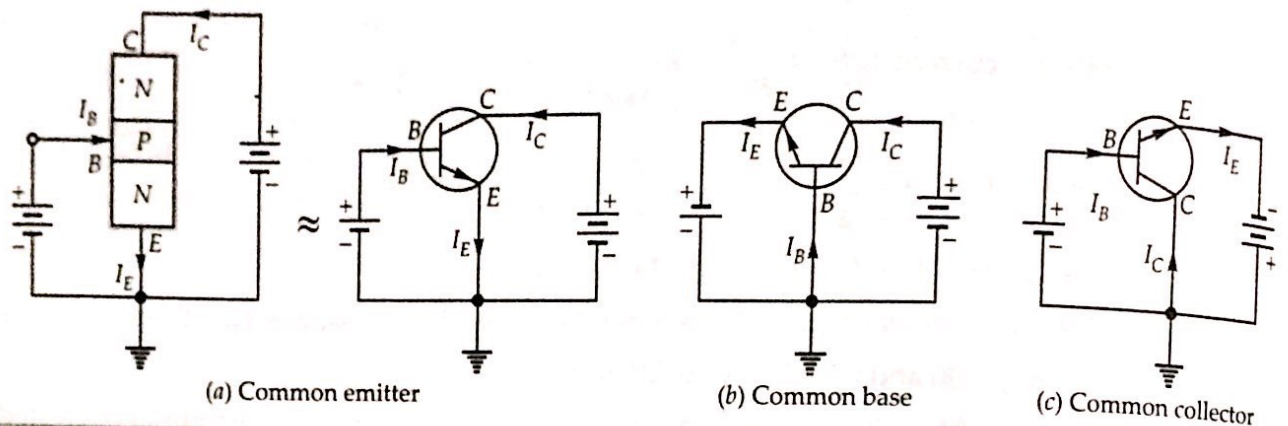 C
I_C
N
I_B
P
B
N
E
I_E
+
−
+
−
≈
B
C
I_C
I_B
E
I_E
+
−
+
−
E
C
I_E
I_C
B
I_B
+
−
+
−
E
B
I_E
I_B
C
I_C
+
−
−
+
(a) Common emitter
(b) Common base
(c) Common collector